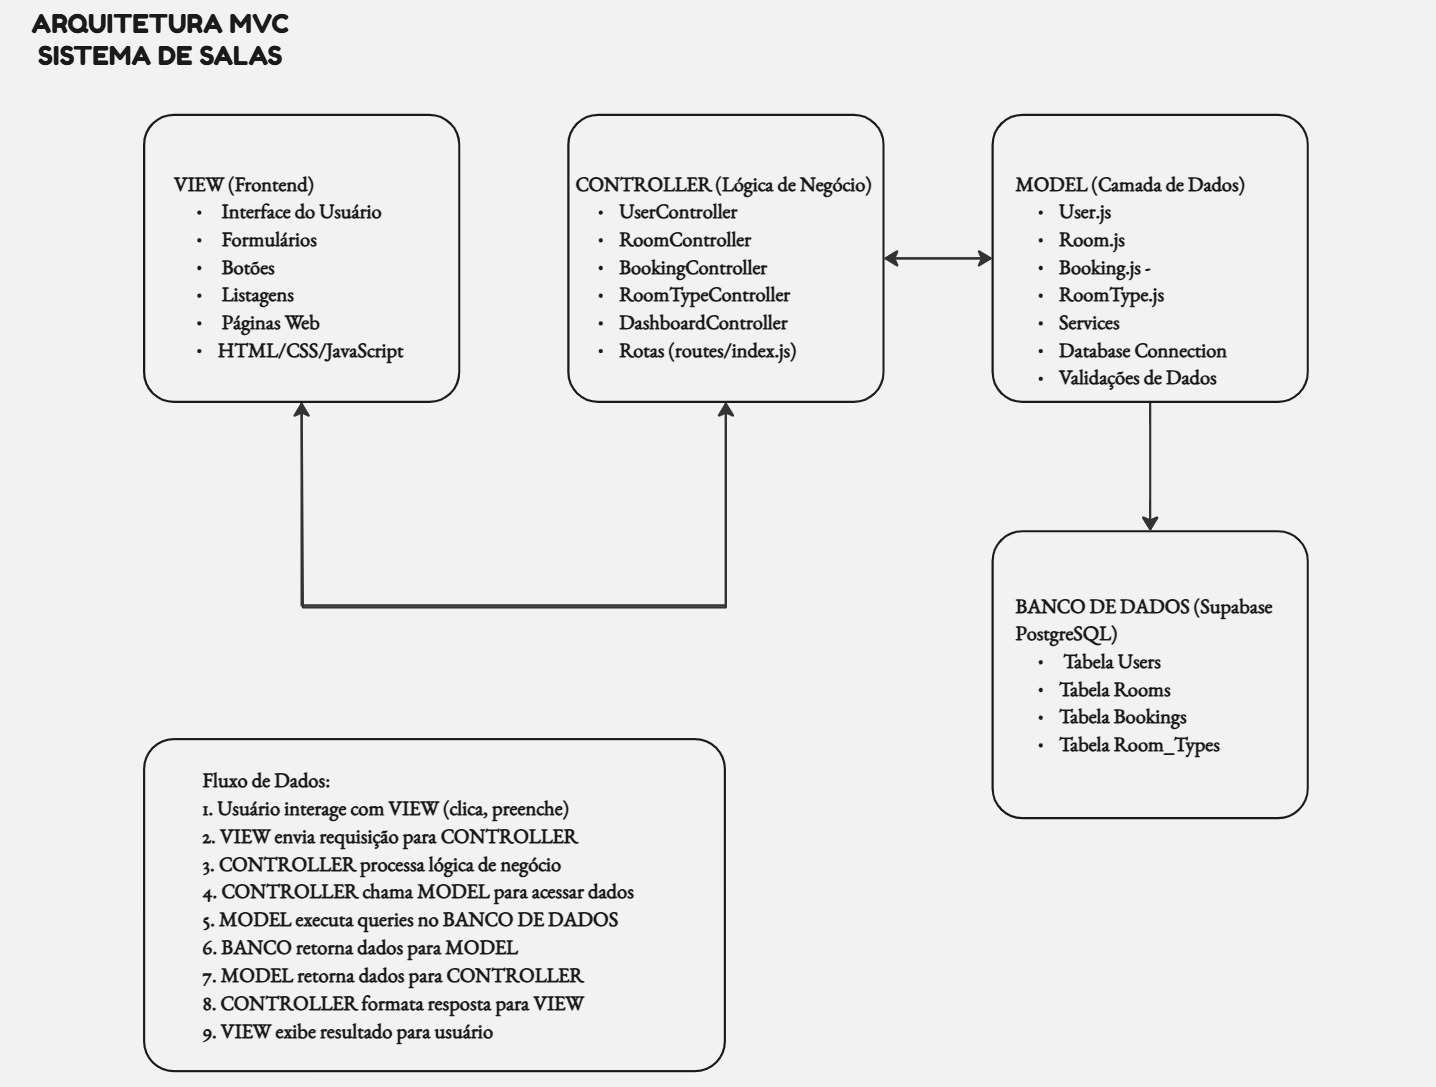 ARQUITETURA MVC
SISTEMA DE SALAS
VIEW (Frontend)
• Interface do Usuário
• Formulários
• Botões
• Listagens
• Páginas Web
• HTML/CSS/JavaScript
CONTROLLER (Lógica de Negócio)
• UserController
• RoomController
• BookingController
• RoomTypeController
• DashboardController
• Rotas (routes/index.js)
MODEL (Camada de Dados)
• User.js
• Room.js
• Booking.js -
• RoomType.js
• Services
• Database Connection
• Validações de Dados
BANCO DE DADOS (Supabase
PostgreSQL)
• Tabela Users
• Tabela Rooms
• Tabela Bookings
• Tabela Room_Types
Fluxo de Dados:
1. Usuário interage com VIEW (clica, preenche)
2. VIEW envia requisição para CONTROLLER
3. CONTROLLER processa lógica de negócio
4. CONTROLLER chama MODEL para acessar dados
5. MODEL executa queries no BANCO DE DADOS
6. BANCO retorna dados para MODEL
7. MODEL retorna dados para CONTROLLER
8. CONTROLLER formata resposta para VIEW
9. VIEW exibe resultado para usuário